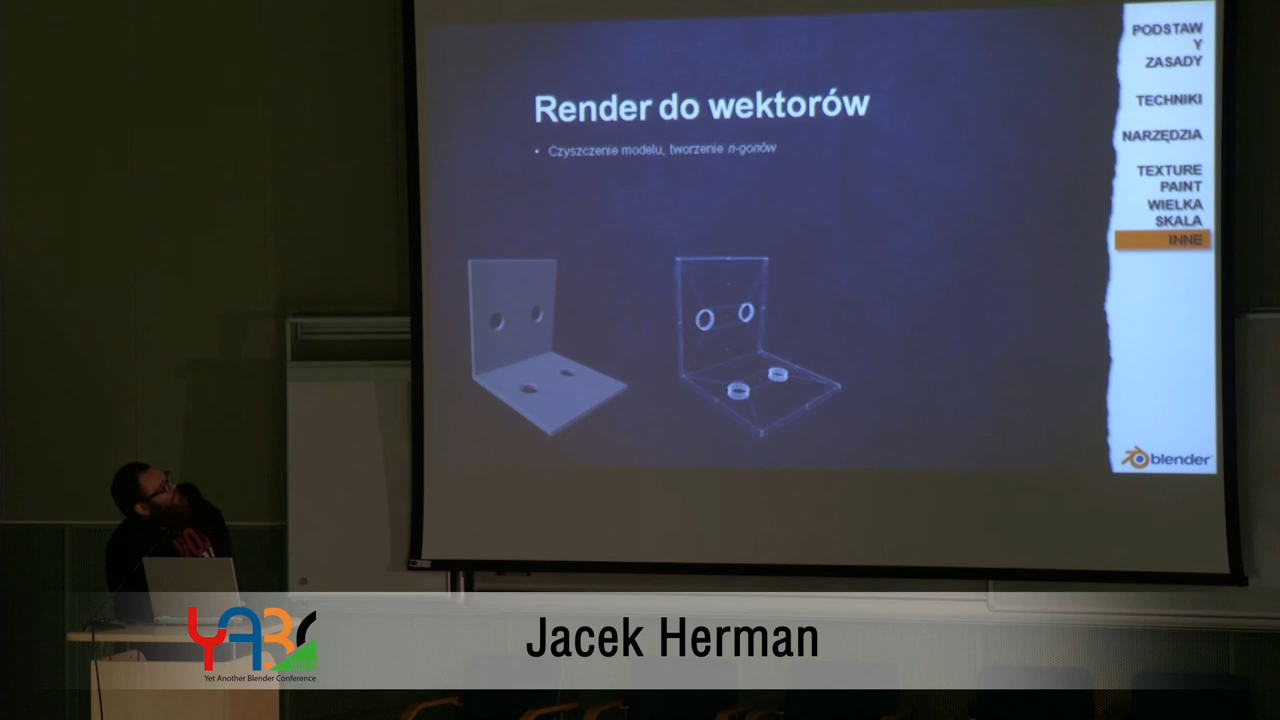 Render do wektorów
• Czyszczenie modelu, tworzenie n-gonów
PODSTAW
Y
ZASADY
TECHNIKI
NARZĘDZIA
TEXTURE
PAINT
WIELKA
SKALA
INNE
blender
YABC
Yet Another Blender Conference
Jacek Herman